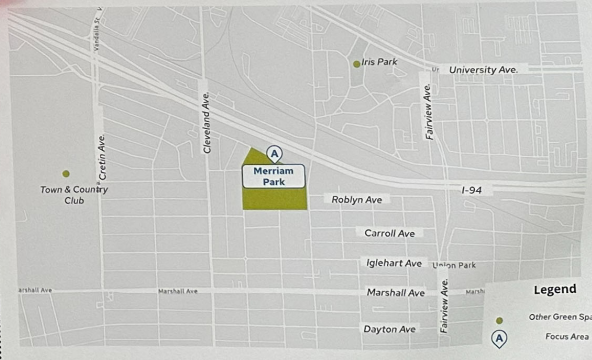 Vandalia St.
Iris Park
University Ave.
Fairview Ave.
Cleveland Ave.
Cretin Ave.
A
Merriam
Park
Town & Country
Club
I-94
Roblyn Ave
Carroll Ave
Iglehart Ave
Union Park
arshall Ave
Marshall Ave
Marshall Ave
Marsh
Fairview Ave.
Dayton Ave
Legend
Other Green Spa
A
Focus Area